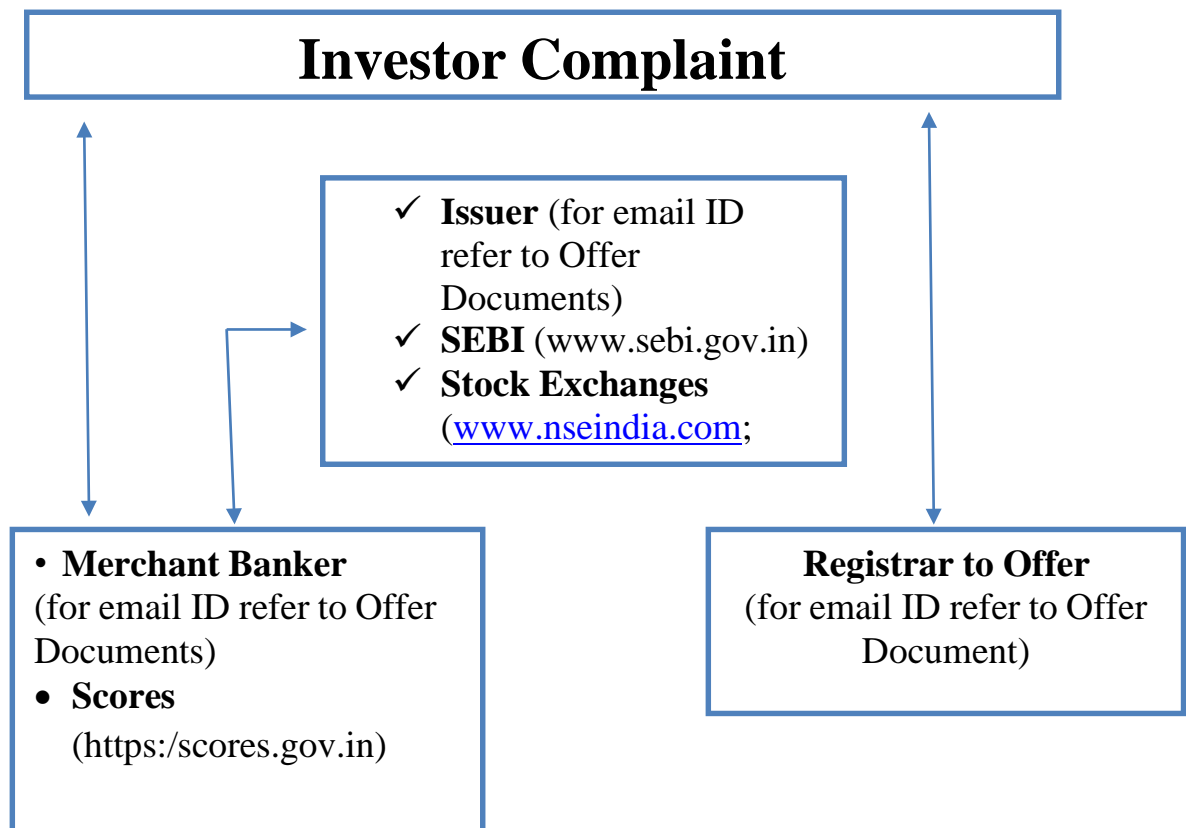 Investor Complaint
✓ Issuer (for email ID
refer to Offer
Documents)
✓ SEBI (www.sebi.gov.in)
✓ Stock Exchanges
(www.nseindia.com;
• Merchant Banker
(for email ID refer to Offer
Documents)
• Scores
(https:/scores.gov.in)
Registrar to Offer
(for email ID refer to Offer
Document)